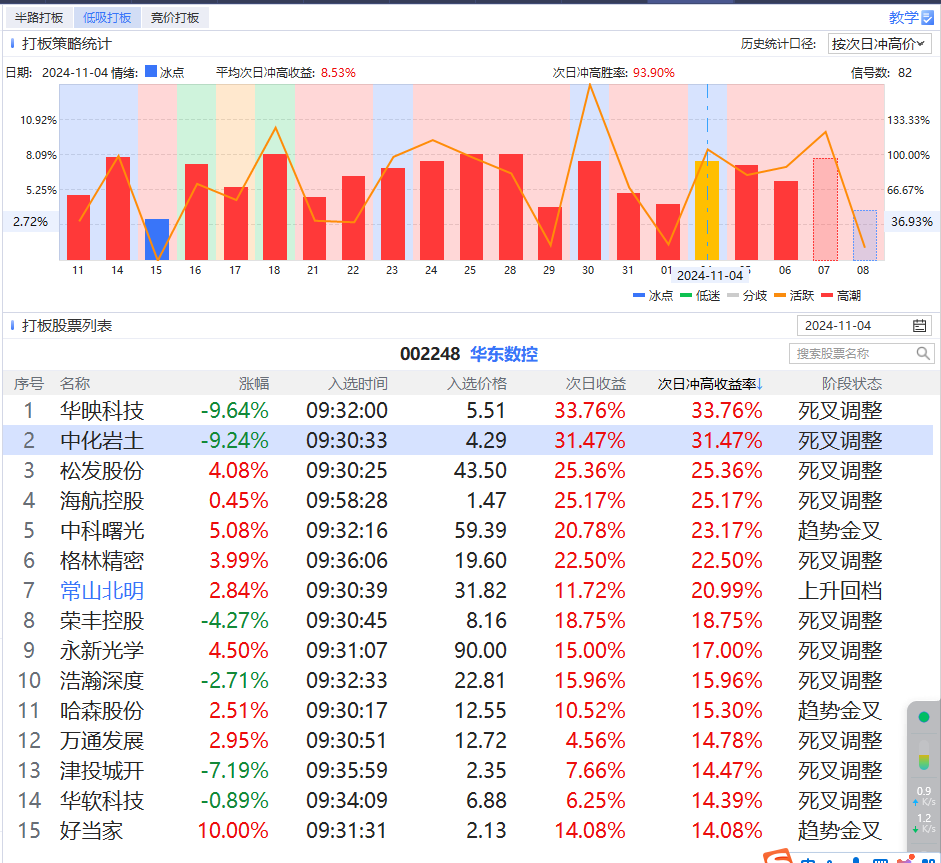 半路打板 低吸打板 竞价打板 教学
打板策略统计 历史统计口径: 按次日冲高价
日期: 2024-11-04 情绪: 冰点 平均次日冲高收益: 8.53% 次日冲高胜率: 93.90% 信号数: 82
10.92% 133.33%
8.09% 100.00%
5.25% 66.67%
2.72% 36.93%
11 14 15 16 17 18 21 22 23 24 25 28 29 30 31 01 05 06 07 08
2024-11-04
冰点 低迷 分歧 活跃 高潮
打板股票列表 2024-11-04
002248 华东数控 搜索股票名称
序号 名称 涨幅 入选时间 入选价格 次日收益 次日冲高收益率↓ 阶段状态
1 华映科技 -9.64% 09:32:00 5.51 33.76% 33.76% 死叉调整
2 中化岩土 -9.24% 09:30:33 4.29 31.47% 31.47% 死叉调整
3 松发股份 4.08% 09:30:25 43.50 25.36% 25.36% 死叉调整
4 海航控股 0.45% 09:58:28 1.47 25.17% 25.17% 死叉调整
5 中科曙光 5.08% 09:32:16 59.39 20.78% 23.17% 趋势金叉
6 格林精密 3.99% 09:36:06 19.60 22.50% 22.50% 死叉调整
7 常山北明 2.84% 09:30:39 31.82 11.72% 20.99% 上升回档
8 荣丰控股 -4.27% 09:30:45 8.16 18.75% 18.75% 死叉调整
9 永新光学 4.50% 09:31:07 90.00 15.00% 17.00% 死叉调整
10 浩瀚深度 -2.71% 09:32:33 22.81 15.96% 15.96% 死叉调整
11 哈森股份 2.51% 09:30:17 12.55 10.52% 15.30% 趋势金叉
12 万通发展 2.95% 09:30:51 12.72 4.56% 14.78% 死叉调整
13 津投城开 -7.19% 09:35:59 2.35 7.66% 14.47% 死叉调整
14 华软科技 -0.89% 09:34:09 6.88 6.25% 14.39% 死叉调整
15 好当家 10.00% 09:31:31 2.13 14.08% 14.08% 趋势金叉
0.9
K/s
1.2
K/s